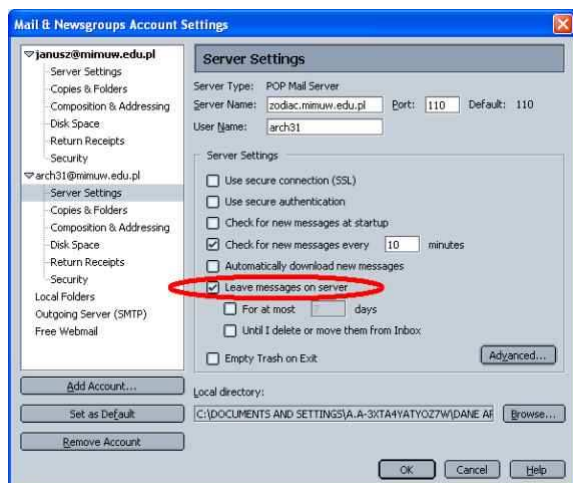 Mail & Newsgroups Account Settings
janusz@mimuw.edu.pl
Server Settings
Copies & Folders
Composition & Addressing
Disk Space
Return Receipts
Security
arch31@mimuw.edu.pl
Server Settings
Copies & Folders
Composition & Addressing
Disk Space
Return Receipts
Security
Local Folders
Outgoing Server (SMTP)
Free Webmail
Add Account...
Set as Default
Remove Account
Server Settings
Server Type: POP Mail Server
Server Name: zodiac.mimuw.edu.pl Port: 110 Default: 110
User Name: arch31
Server Settings
Use secure connection (SSL)
Use secure authentication
Check for new messages at startup
Check for new messages every 10 minutes
Automatically download new messages
Leave messages on server
For at most 7 days
Until I delete or move them from Inbox
Empty Trash on Exit
Advanced...
Local directory:
C:\DOCUMENTS AND SETTINGS\A.A-3XTA4YATYOZ7W\DANE AF Browse...
OK Cancel Help